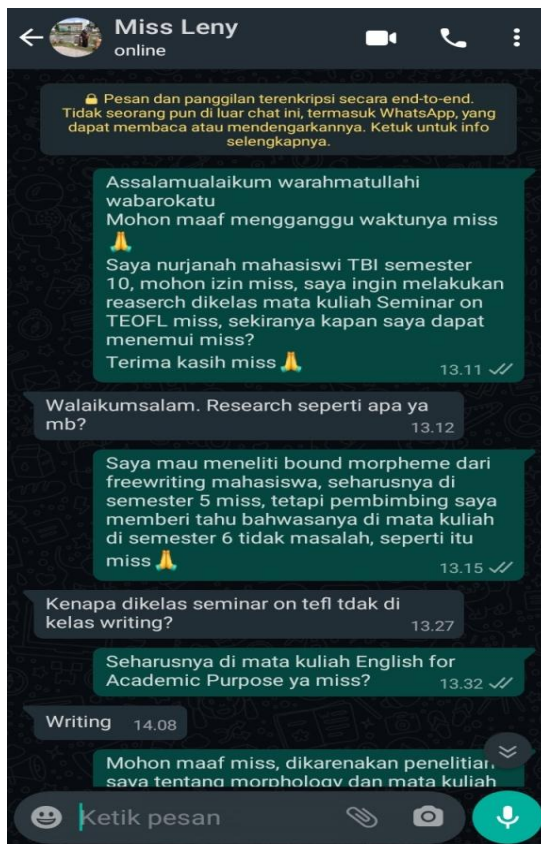 Miss Leny
online
Pesan dan panggilan terenkripsi secara end-to-end.
Tidak seorang pun di luar chat ini, termasuk WhatsApp, yang
dapat membaca atau mendengarkannya. Ketuk untuk info
selengkapnya.
Assalamualaikum warahmatullahi
wabarokatu
Mohon maaf mengganggu waktunya miss
🙏
Saya nurjanah mahasiswi TBI semester
10, mohon izin miss, saya ingin melakukan
reaserch dikelas mata kuliah Seminar on
TEOFL miss, sekiranya kapan saya dapat
menemui miss?
Terima kasih miss 🙏
13.11
Walaikumsalam. Research seperti apa ya
mb?
13.12
Saya mau meneliti bound morpheme dari
freewriting mahasiswa, seharusnya di
semester 5 miss, tetapi pembimbing saya
memberi tahu bahwasanya di mata kuliah
di semester 6 tidak masalah, seperti itu
miss 🙏
13.15
Kenapa dikelas seminar on tefl tdak di
kelas writing?
13.27
Seharusnya di mata kuliah English for
Academic Purpose ya miss?
13.32
Writing
14.08
Mohon maaf miss, dikarenakan penelitian
saya tentang morphology dan mata kuliah
Ketik pesan